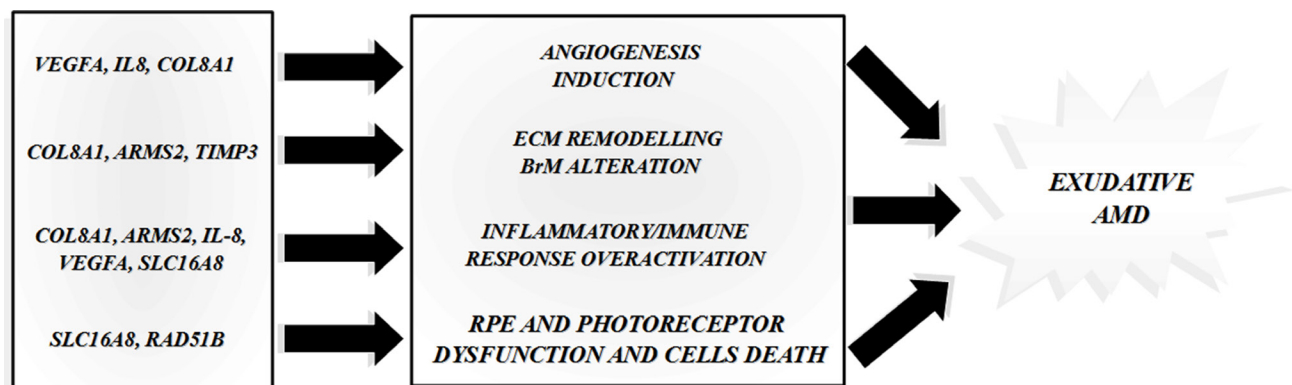 VEGFA, IL8, COL8A1
ANGIOGENESIS
INDUCTION
COL8A1, ARMS2, TIMP3
ECM REMODELLING
BrM ALTERATION
COL8A1, ARMS2, IL-8,
VEGFA, SLC16A8
INFLAMMATORY/IMMUNE
RESPONSE OVERACTIVATION
SLC16A8, RAD51B
RPE AND PHOTORECEPTOR
DYSFUNCTION AND CELLS DEATH
EXUDATIVE
AMD